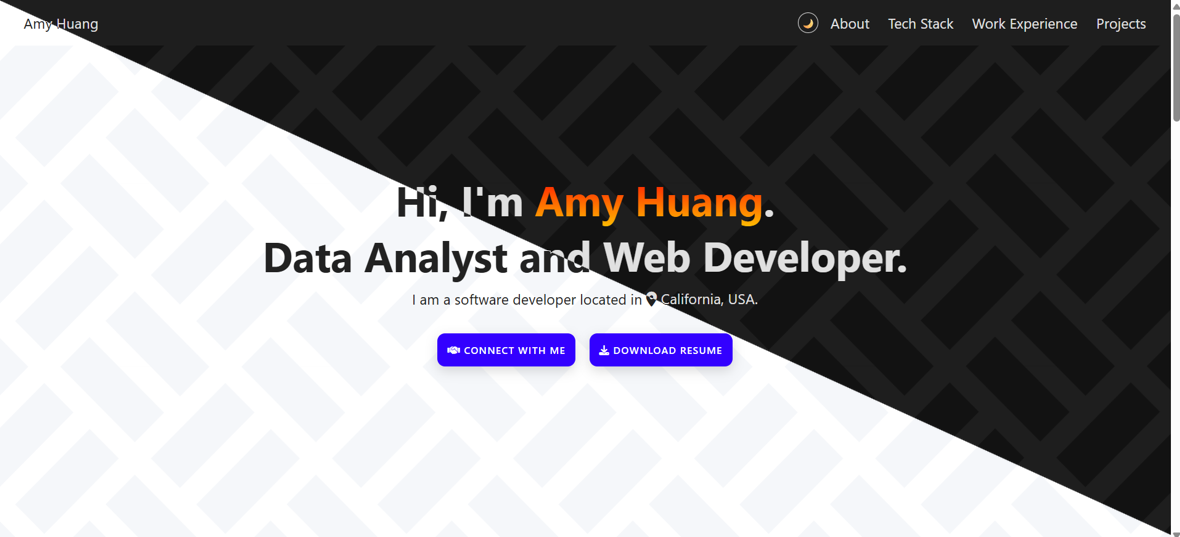 Amy Huang
About
Tech Stack
Work Experience
Projects
Hi, I'm Amy Huang.
Data Analyst and Web Developer.
I am a software developer located in California, USA.
CONNECT WITH ME
DOWNLOAD RESUME